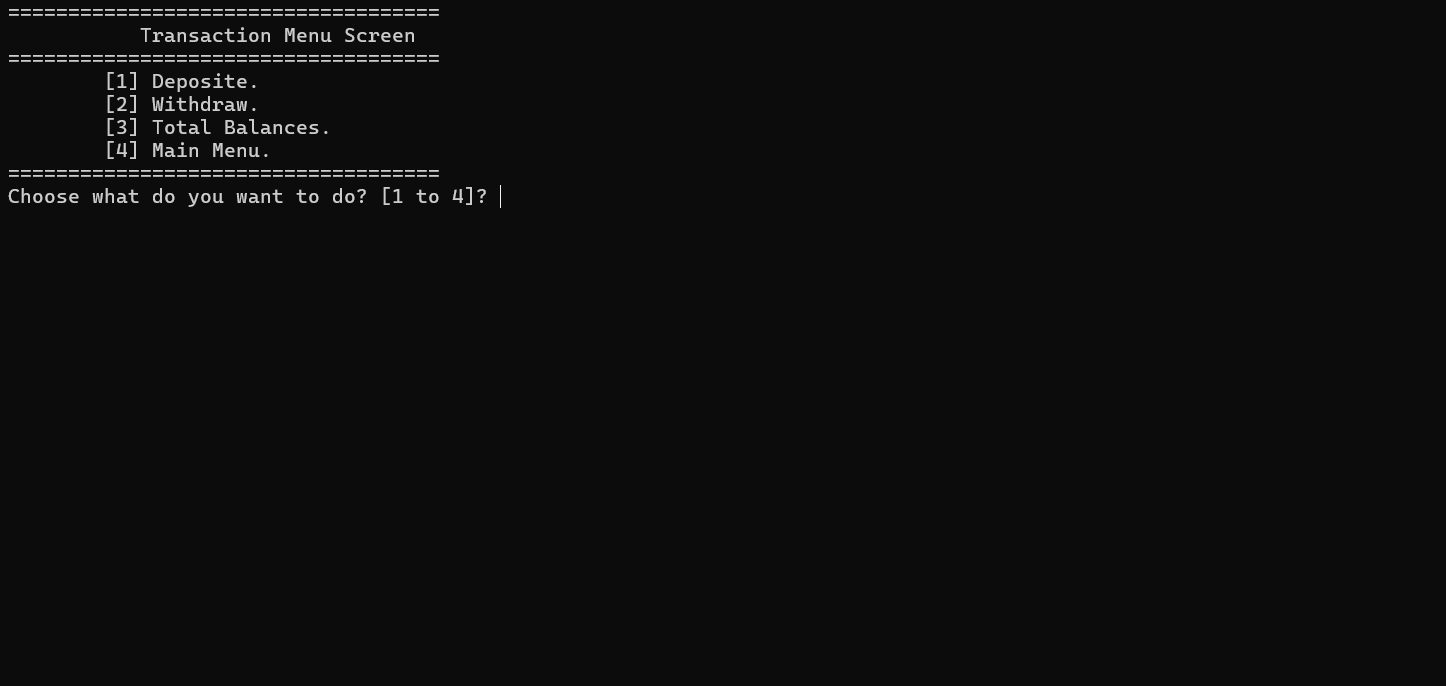 ====================================
Transaction Menu Screen
====================================
[1] Deposite.
[2] Withdraw.
[3] Total Balances.
[4] Main Menu.
====================================
Choose what do you want to do? [1 to 4]?